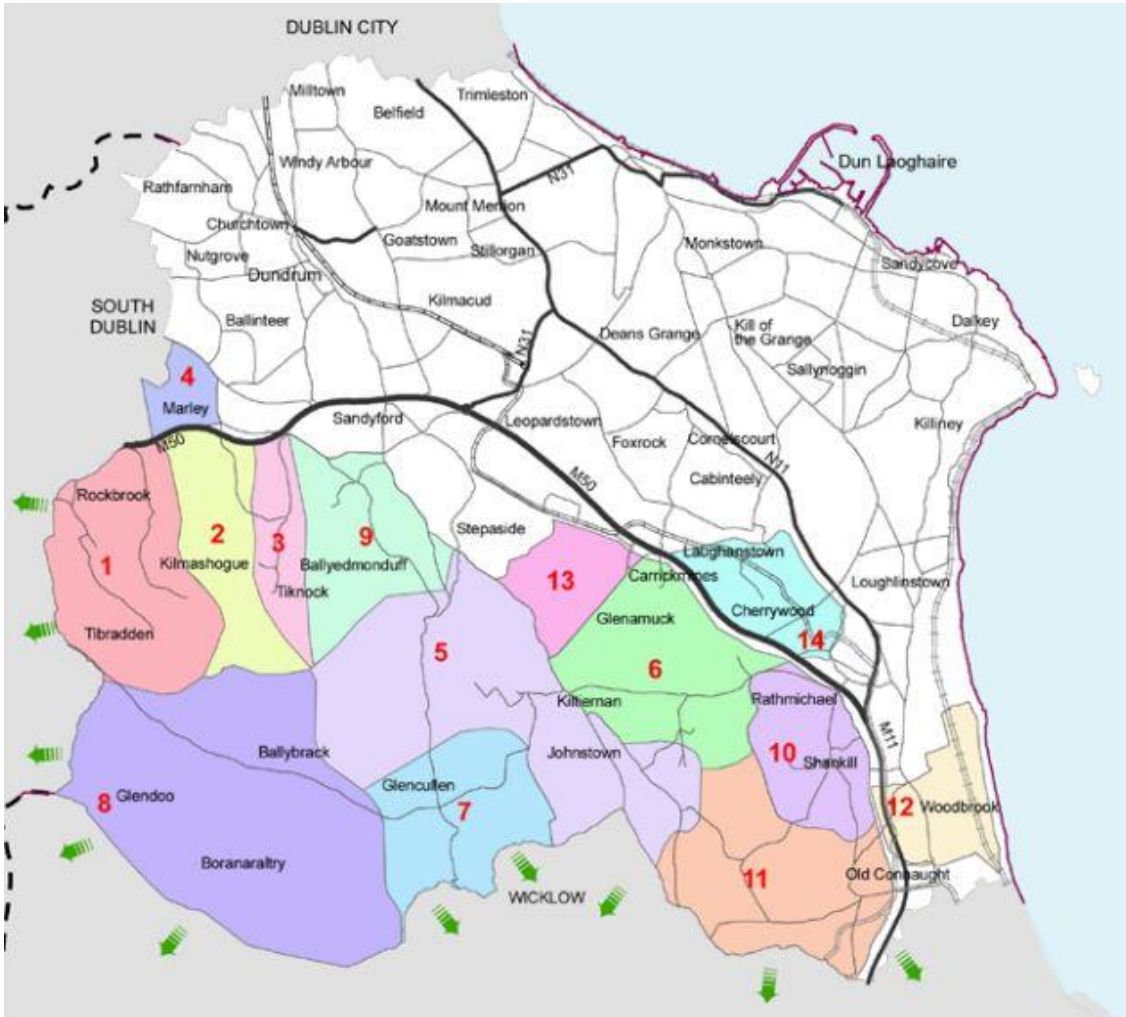 DUBLIN CITY
Milltown
Trimleston
Belfield
Windy Arbour
Dun Laoghaire
N31
Rathfarnham
Mount Merrion
Churchtown
Goatstown
Monkstown
Nutgrove
Stillorgan
Sandycove
Dundrum
SOUTH
DUBLIN
Kilmacud
Ballinteer
Dalkey
Deans Grange
Kill of
the Grange
N31
Sallynoggin
4
Marley
Sandyford
Leopardstown
Killiney
M50
Foxrock
Cornelscourt
N11
Rockbrook
M50
Cabinteely
2
3
9
Stepaside
1
Kilmashogue
Ballyedmonduff
13
Laughanstown
Carrickmines
Loughlinstown
Tiknock
Cherrywood
Glenamuck
Tibradden
14
5
6
Kiltiernan
Rathmichael
M11
Ballybrack
Johnstown
10
Shankill
Glencullen
8
Glendoo
7
12
Woodbrook
Boranaraltry
11
Old Connaught
WICKLOW